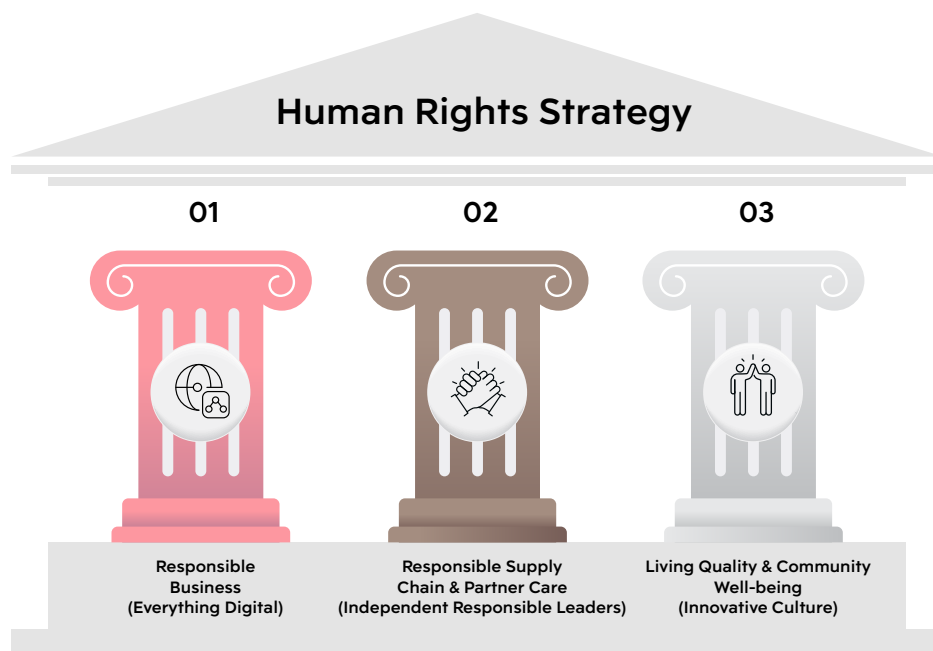 Human Rights Strategy
01
02
03
Responsible
Business
(Everything Digital)
Responsible Supply
Chain & Partner Care
(Independent Responsible Leaders)
Living Quality & Community
Well-being
(Innovative Culture)